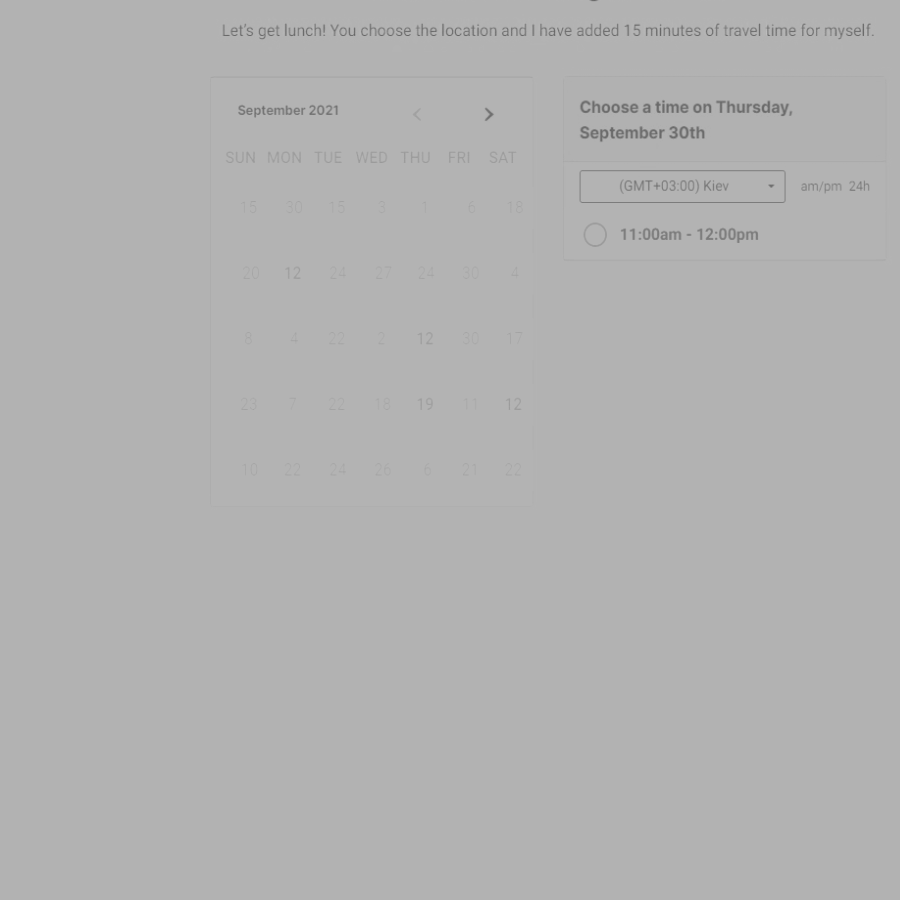 Let's get lunch! You choose the location and I have added 15 minutes of travel time for myself.
September 2021
SUN MON TUE WED THU FRI SAT
15 30 15 3 1 6 18
20 12 24 27 24 30 4
8 4 22 2 12 30 17
23 7 22 18 19 11 12
10 22 24 26 6 21 22
Choose a time on Thursday,
September 30th
(GMT+03:00) Kiev am/pm 24h
11:00am - 12:00pm